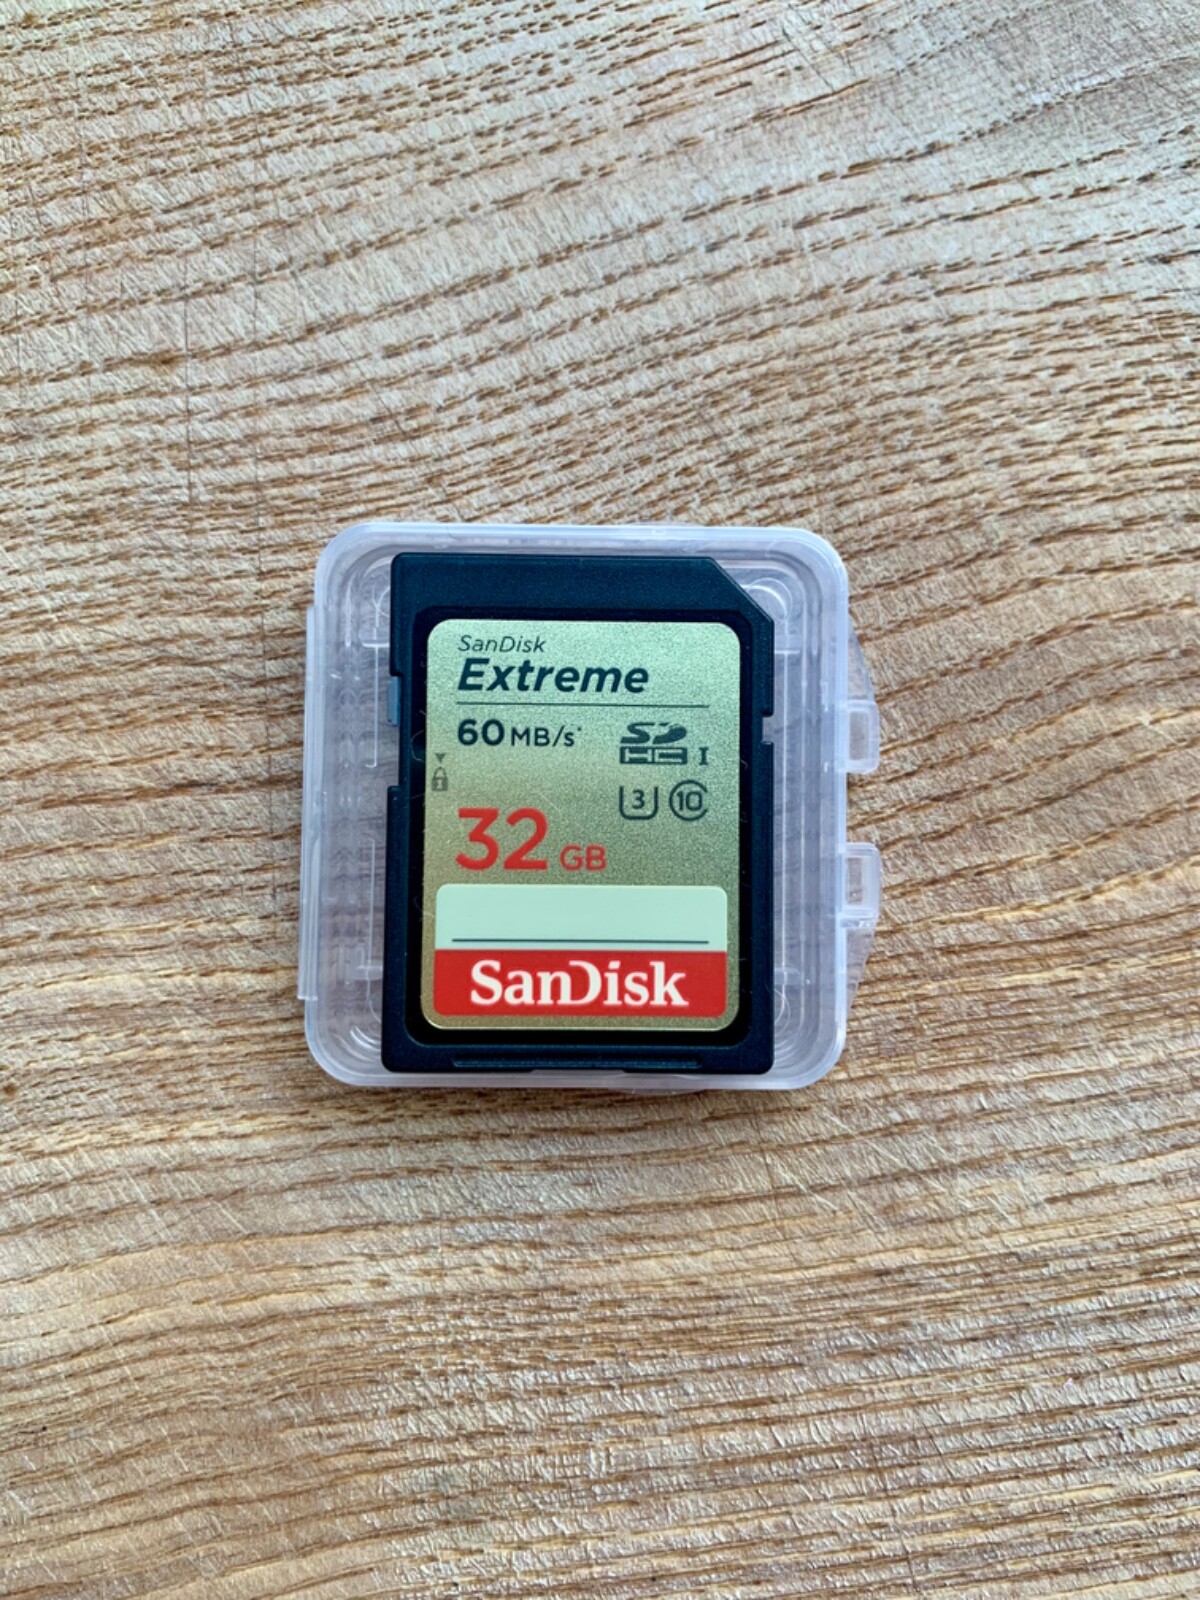 SanDisk
Extreme
60 MB/s*
SD HC I
3 10
32 GB
SanDisk